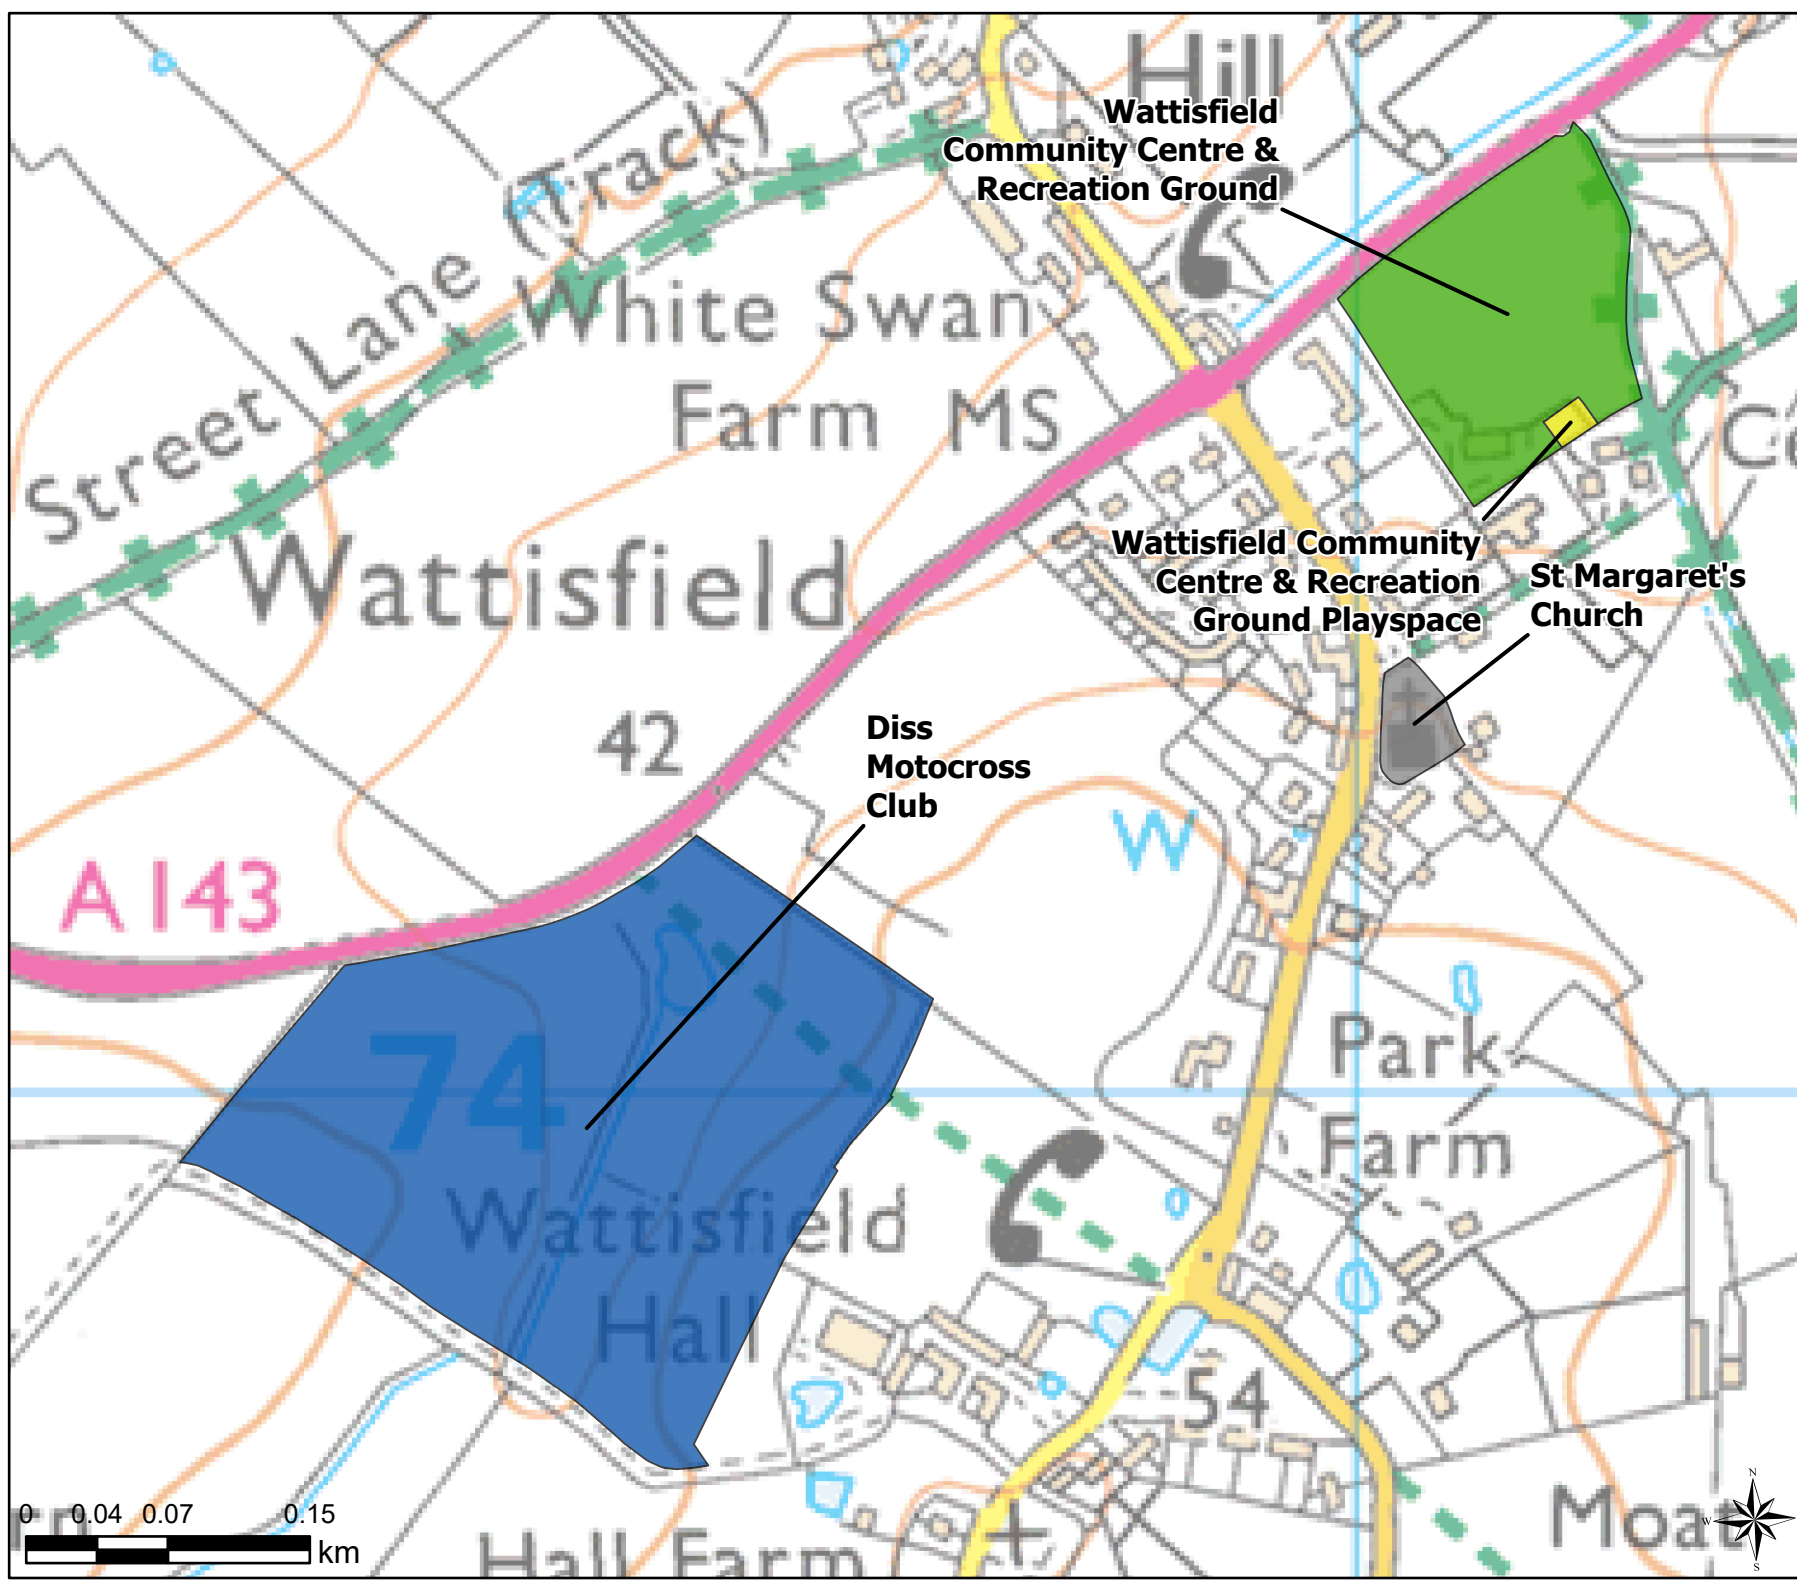 Hill
Wattisfield
Community Centre &
Recreation Ground
Street Lane (Track)
White Swan
Farm MS
Wattisfield
Wattisfield Community
Centre & Recreation
Ground Playspace
St Margaret's
Church
42
Diss
Motocross
Club
W
A 143
74
Park
Farm
Wattisfield
Hall
54
Moat
Hall Farm
0 0.04 0.07 0.15
km
N
W
S